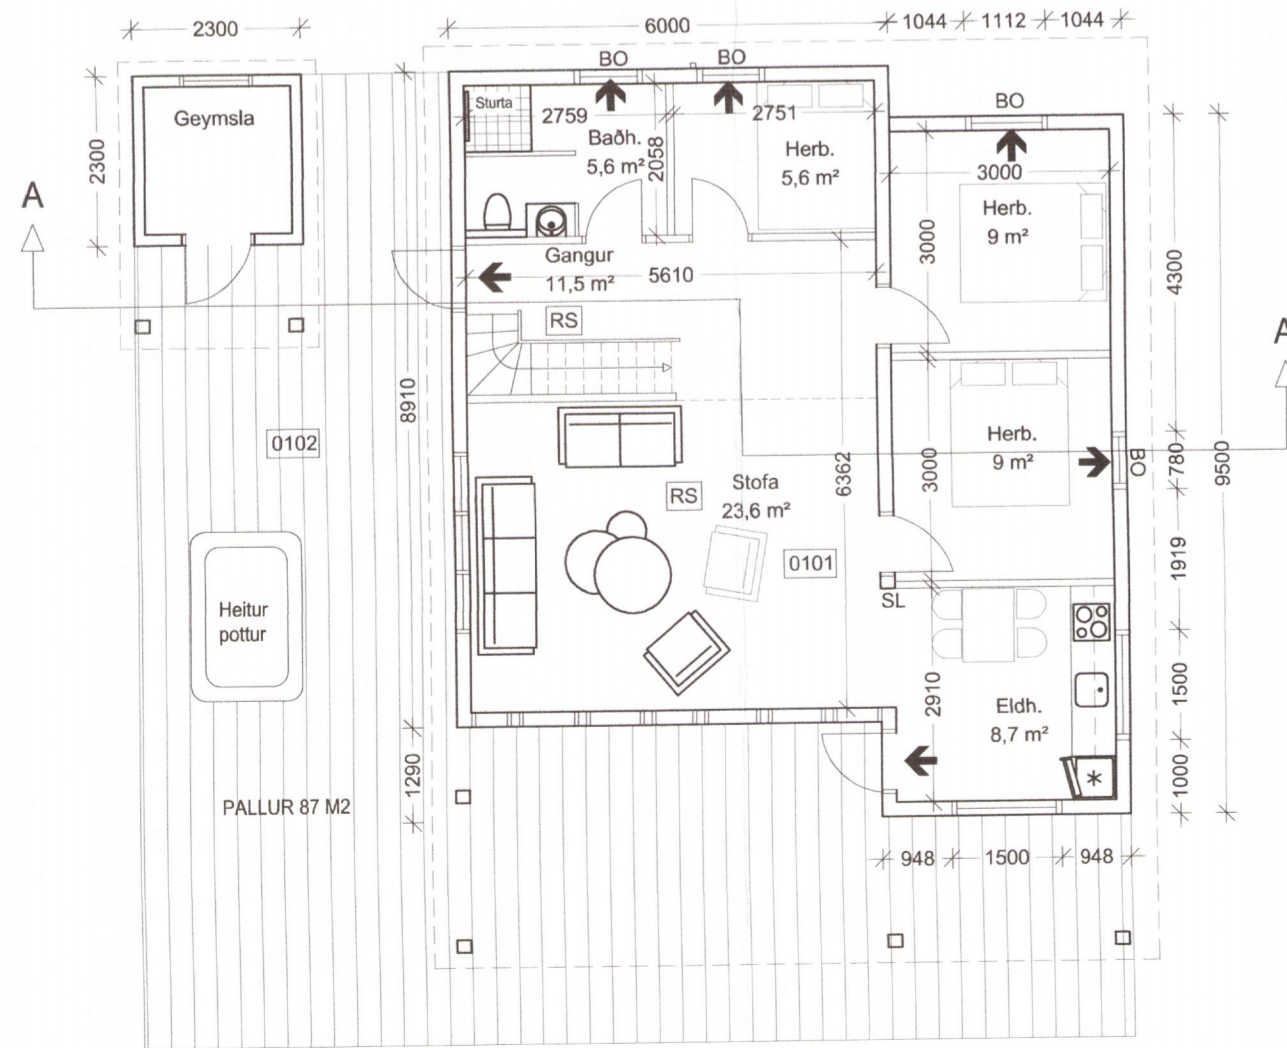 2300
6000
1044
1112
1044
BO
BO
BO
Geymsla
Sturta
2759
2751
Baðh.
5,6 m²
2058
Herb.
5,6 m²
3000
Herb.
9 m²
3000
2300
A
Gangur
11,5 m²
5610
RS
4300
A
8910
0102
Herb.
9 m²
3000
BO
780
9500
Stofa
23,6 m²
RS
6362
0101
SL
1919
Heitur
pottur
2910
Eldh.
8,7 m²
1500
1290
1000
PALLUR 87 M2
948
1500
948